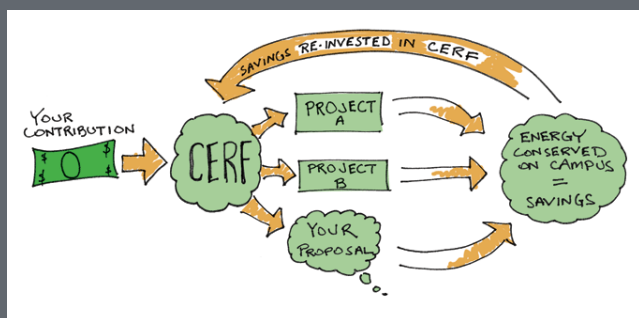 SAVINGS RE-INVESTED IN CERF
YOUR
CONTRIBUTION
$ $
O
$ $
CERF
PROJECT
A
PROJECT
B
YOUR
PROPOSAL
ENERGY
CONSERVED
ON CAMPUS
=
SAVINGS